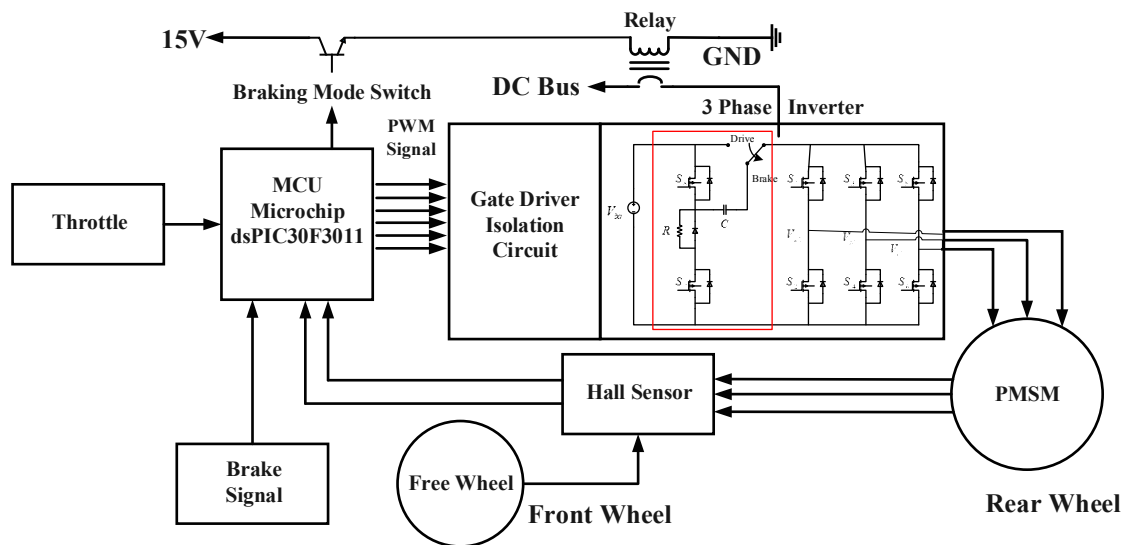 Relay
15V
GND
DC Bus
Braking Mode Switch
3 Phase Inverter
PWM
Signal
Drive
Brake
MCU
Microchip
dsPIC30F3011
Gate Driver
Isolation
Circuit
Throttle
R
C
Hall Sensor
PMSM
Brake
Signal
Free Wheel
Front Wheel
Rear Wheel